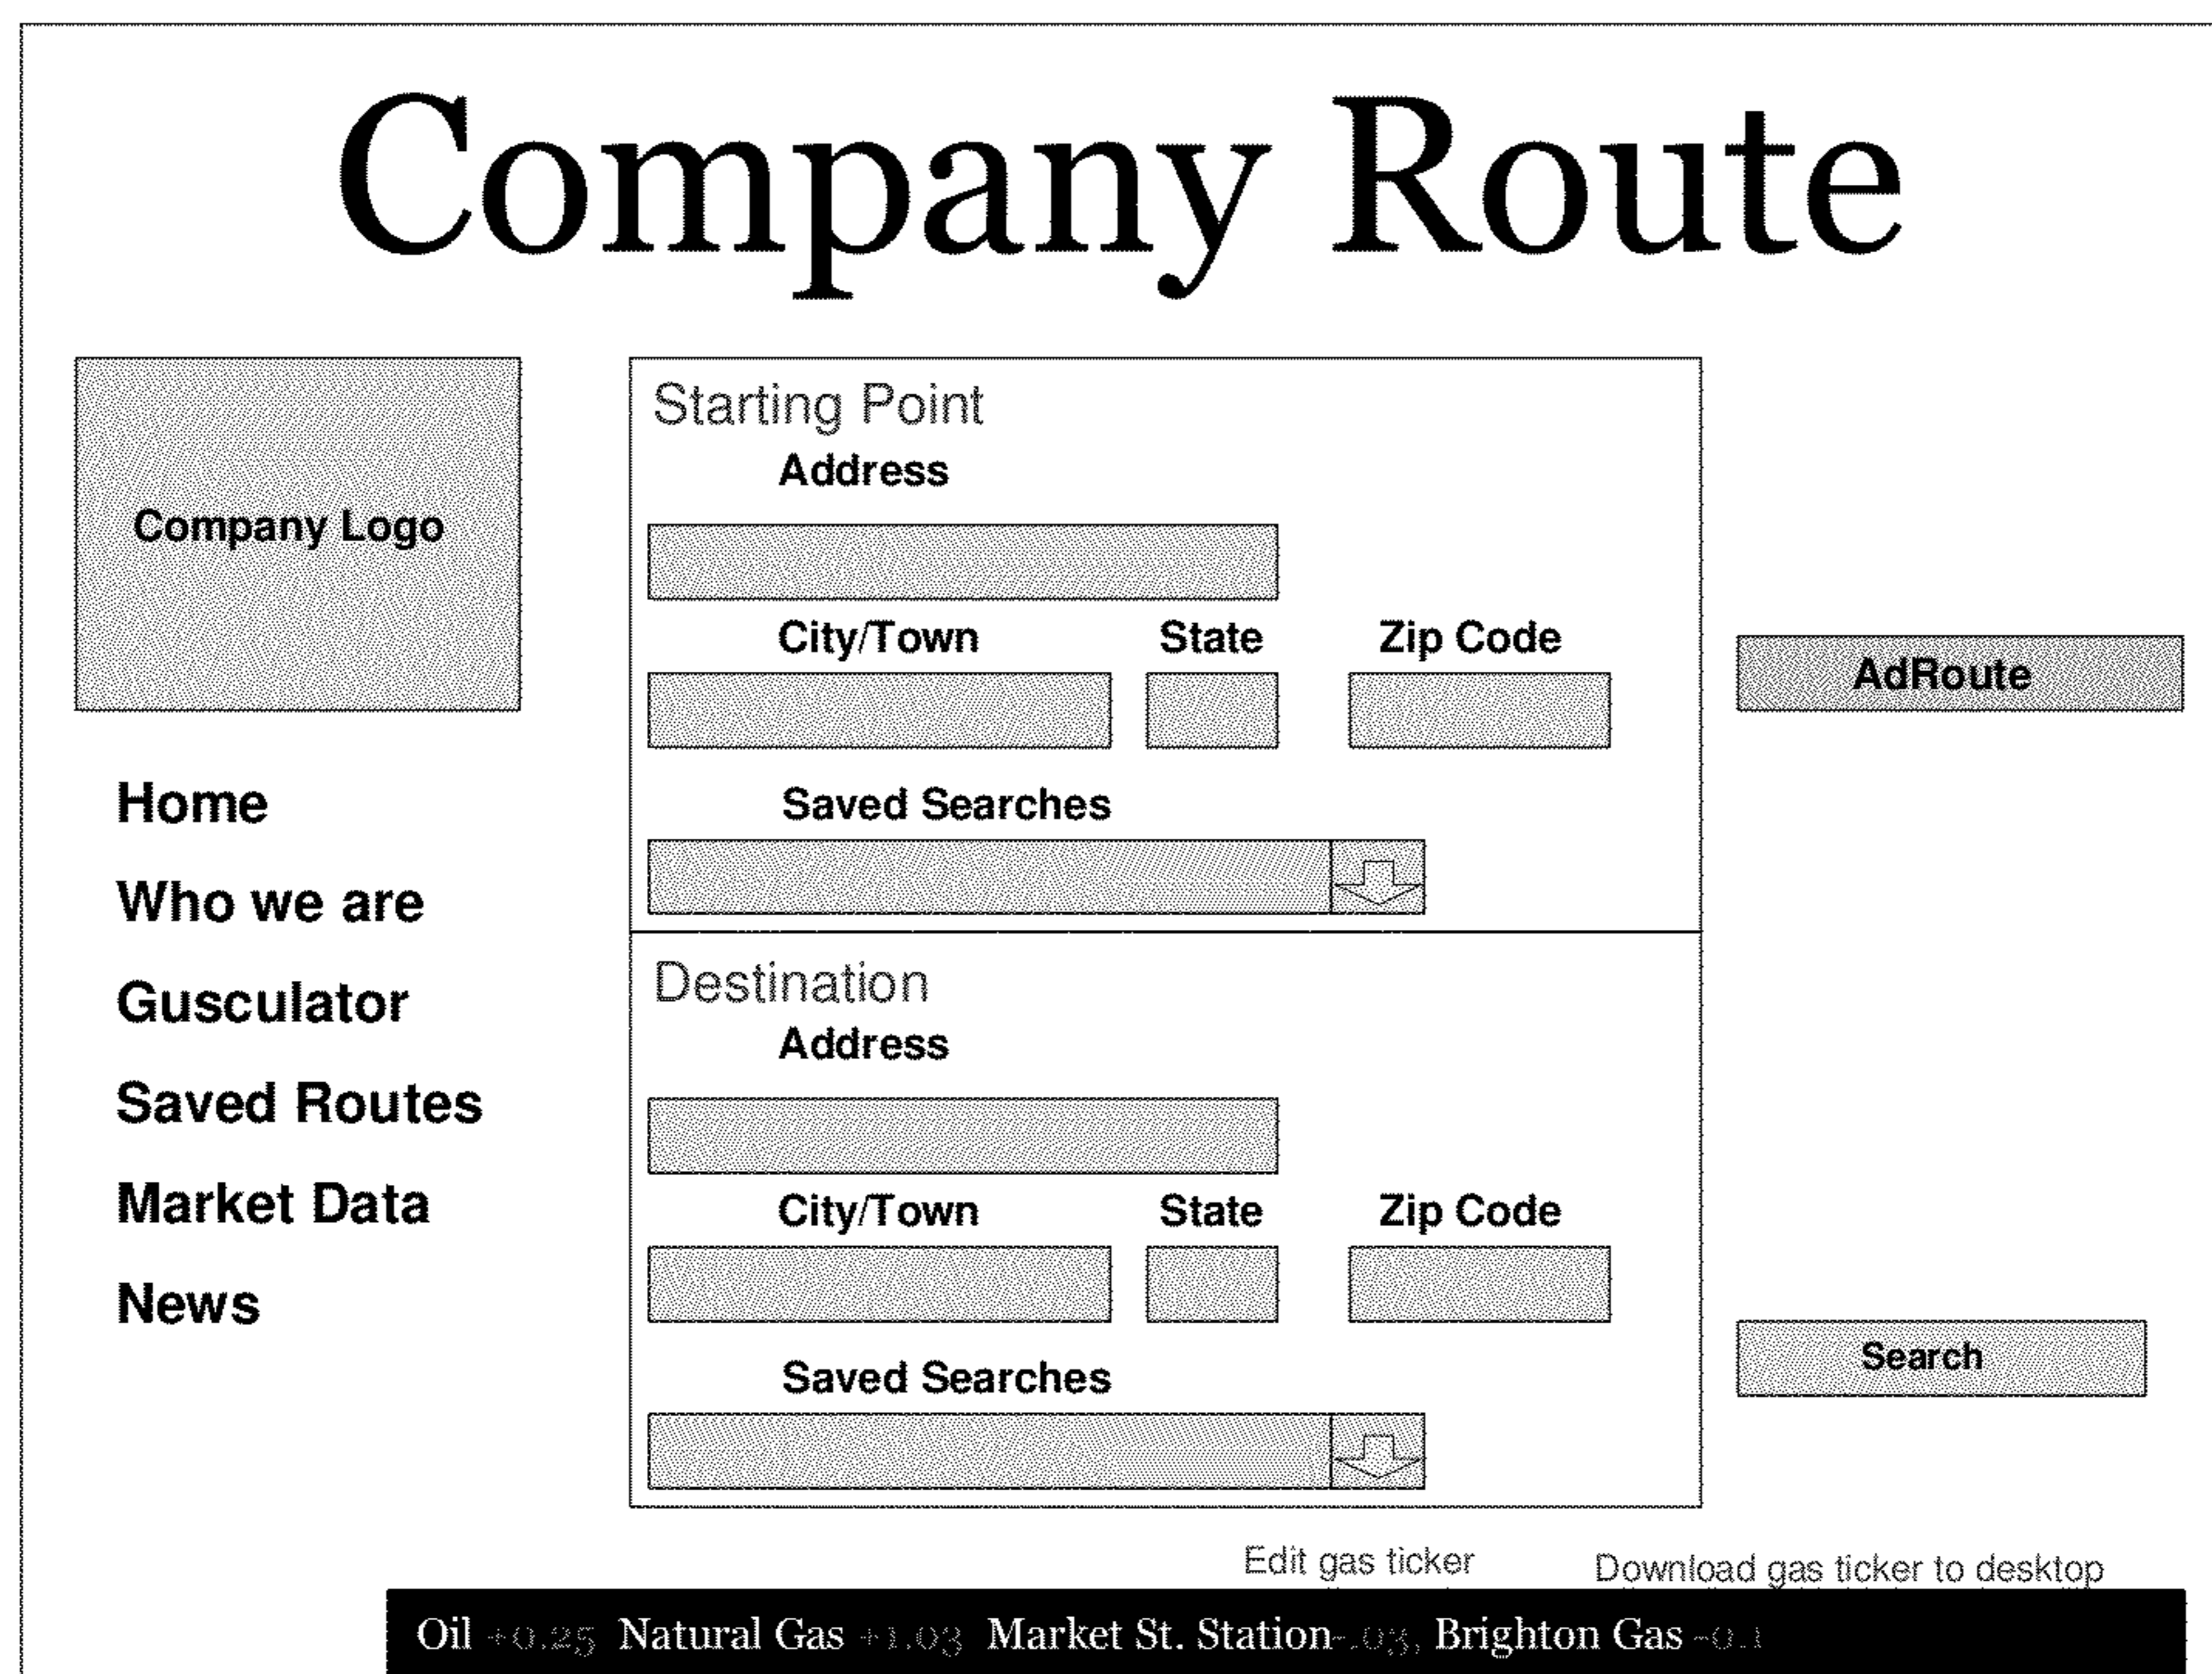 Company Route
Company Logo
Home
Who we are
Gusculator
Saved Routes
Market Data
News
Starting Point
Address
City/Town State Zip Code
Saved Searches
Destination
Address
City/Town State Zip Code
Saved Searches
AdRoute
Search
Edit gas ticker Download gas ticker to desktop
Oil +0.25 Natural Gas +1.03 Market St. Station-.03, Brighton Gas -0.1